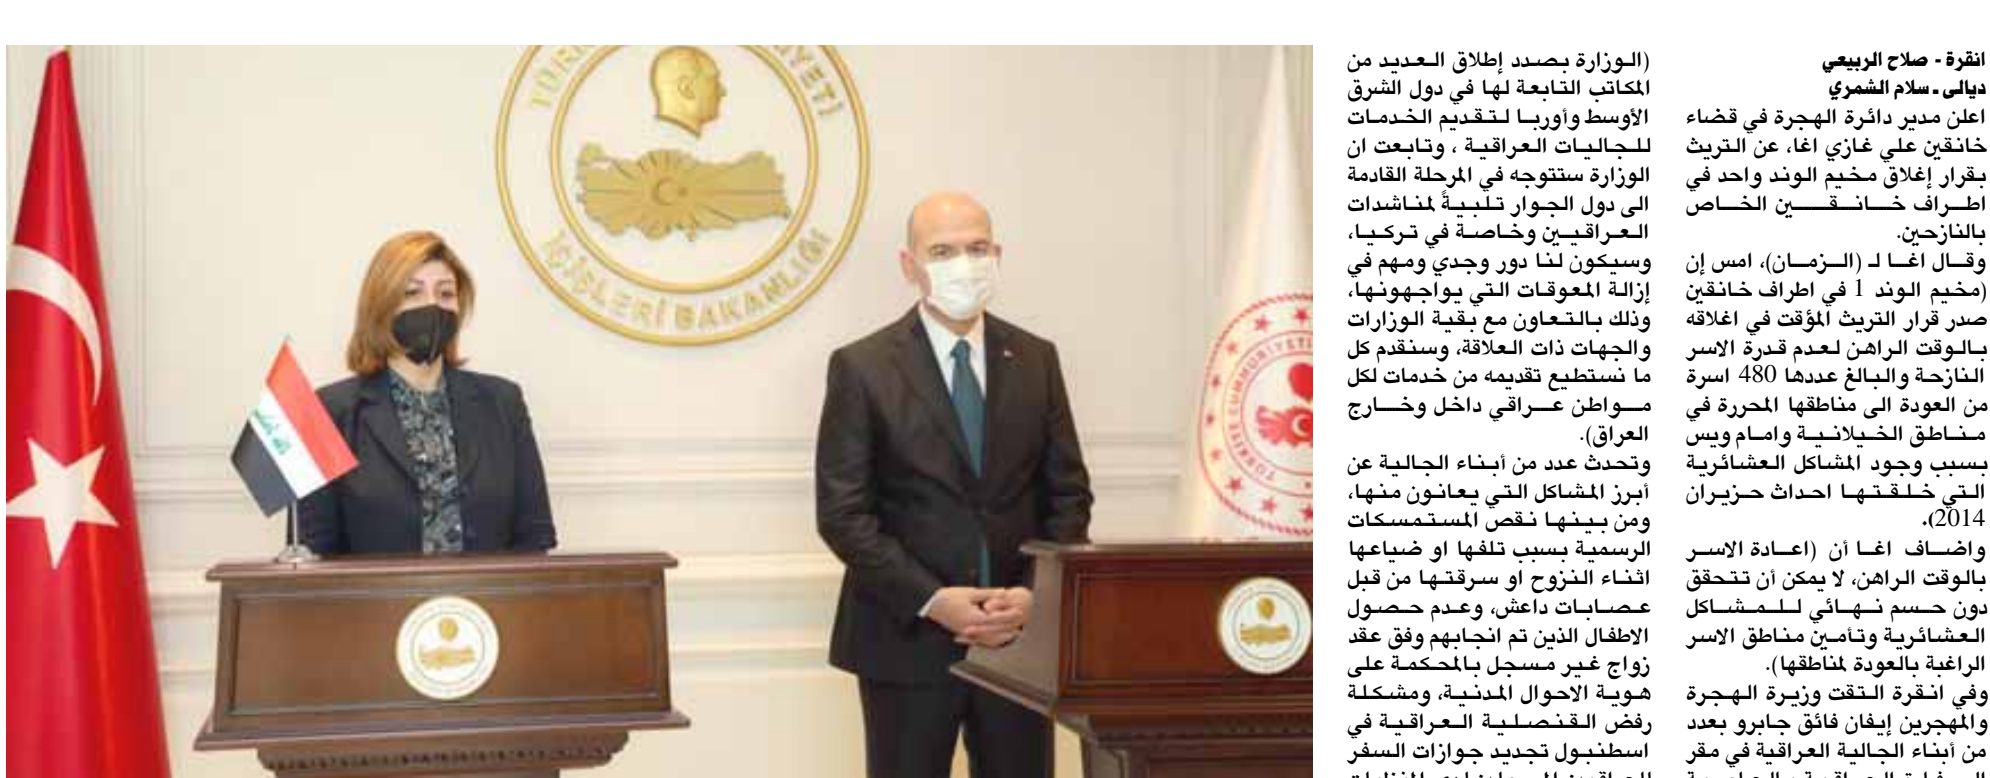 انقرة - صلاح الربيعي
ديالى - سلام الشمري
اعلن مدير دائرة الهجرة في قضاء
خانقين علي غازي اغا، عن التريث
بقرار إغلاق مخيم الوند واحد في
اطراف خانقين الخاص
بالنازحين.
وقال اغا لـ (الزمان)، امس إن
(مخيم الوند 1 في اطراف خانقين
صدر قرار التريث المؤقت في اغلاقه
بالوقت الراهن لعدم قدرة الاسر
النازحة والبالغ عددها 480 اسرة
من العودة الى مناطقها المحررة في
مناطق الخيلانية وامام ويس
بسبب وجود المشاكل العشائرية
التي خلقتها احداث حزيران
2014).
واضاف اغا أن (اعادة الاسر
بالوقت الراهن، لا يمكن أن تتحقق
دون حسم نهائي للمشاكل
العشائرية وتأمين مناطق الاسر
الراغبة بالعودة لمناطقها).
وفي انقرة التقت وزيرة الهجرة
والمهجرين إيفان فائق جابرو بعدد
من أبناء الجالية العراقية في مقر
(الوزارة بصدد إطلاق العديد من
المكاتب التابعة لها في دول الشرق
الأوسط وأوربا لتقديم الخدمات
للجاليات العراقية ، وتابعت ان
الوزارة ستتوجه في المرحلة القادمة
الى دول الجوار تلبيةً لمناشدات
العراقيين وخاصة في تركيا،
وسيكون لنا دور وجدي ومهم في
إزالة المعوقات التي يواجهونها،
وذلك بالتعاون مع بقية الوزارات
والجهات ذات العلاقة، وسنقدم كل
ما نستطيع تقديمه من خدمات لكل
مواطن عراقي داخل وخارج
العراق).
وتحدث عدد من أبناء الجالية عن
أبرز المشاكل التي يعانون منها،
ومن بينها نقص المستمسكات
الرسمية بسبب تلفها او ضياعها
اثناء النزوح او سرقتها من قبل
عصابات داعش، وعدم حصول
الاطفال الذين تم انجابهم وفق عقد
زواج غير مسجل بالمحكمة على
هوية الاحوال المدنية، ومشكلة
رفض القنصلية العراقية في
اسطنبول تجديد جوازات السفر
İÇİŞLERİ BAKANLIĞI